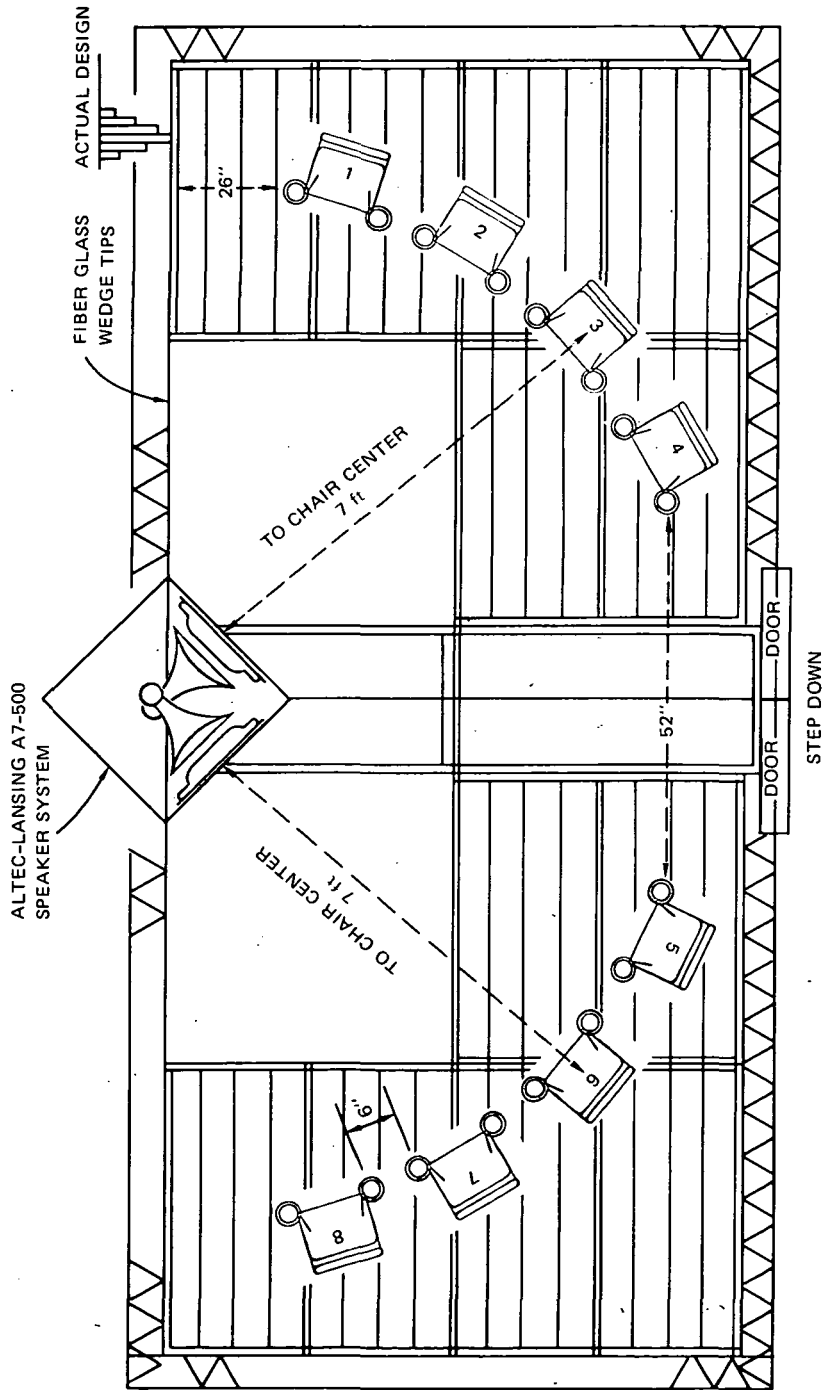 ALTEC-LANSING A7-500
SPEAKER SYSTEM
FIBER GLASS
WEDGE TIPS
ACTUAL DESIGN
26"
TO CHAIR CENTER
7 ft
TO CHAIR CENTER
7 ft
8
7
6
5
4
3
2
1
52"
DOOR
DOOR
STEP DOWN